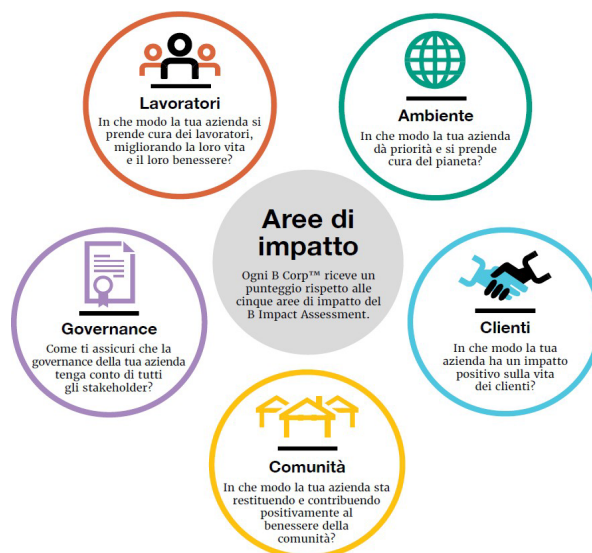 Lavoratori
In che modo la tua azienda si
prende cura dei lavoratori,
migliorando la loro vita
e il loro benessere?
Ambiente
In che modo la tua azienda
dà priorità e si prende
cura del pianeta?
Aree di
impatto
Ogni B Corp™ riceve un
punteggio rispetto alle
cinque aree di impatto del
B Impact Assessment.
Governance
Come ti assicuri che la
governance della tua azienda
tenga conto di tutti
gli stakeholder?
Clienti
In che modo la tua
azienda ha un impatto
positivo sulla vita
dei clienti?
Comunità
In che modo la tua azienda sta
restituendo e contribuendo
positivamente al
benessere della
comunità?